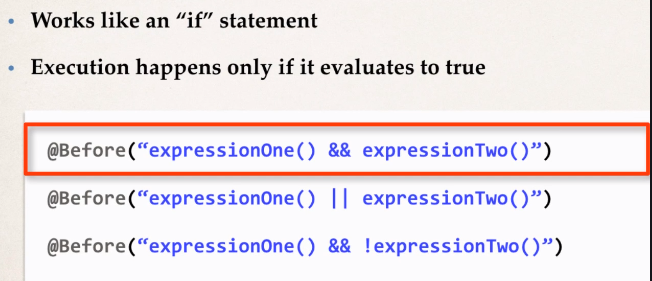 • Works like an “if” statement
• Execution happens only if it evaluates to true
@Before(“expressionOne() && expressionTwo()”)
@Before(“expressionOne() || expressionTwo()”)
@Before(“expressionOne() && !expressionTwo()”)